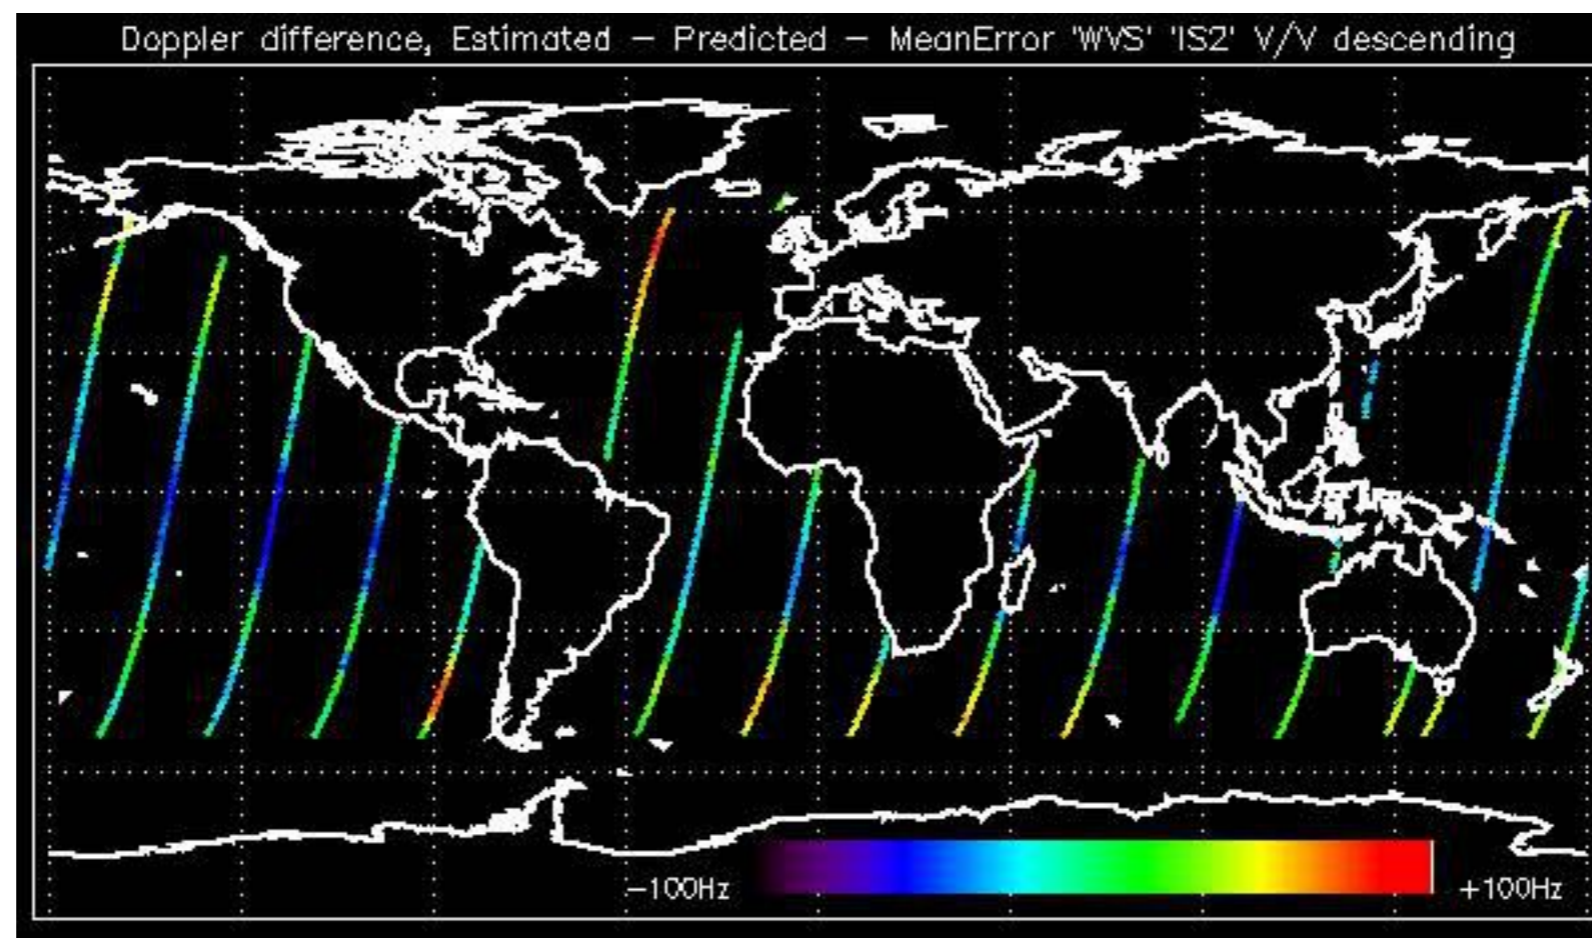 Doppler difference, Estimated – Predicted – MeanError 'WVS' 'IS2' V/V descending
–100Hz
+100Hz